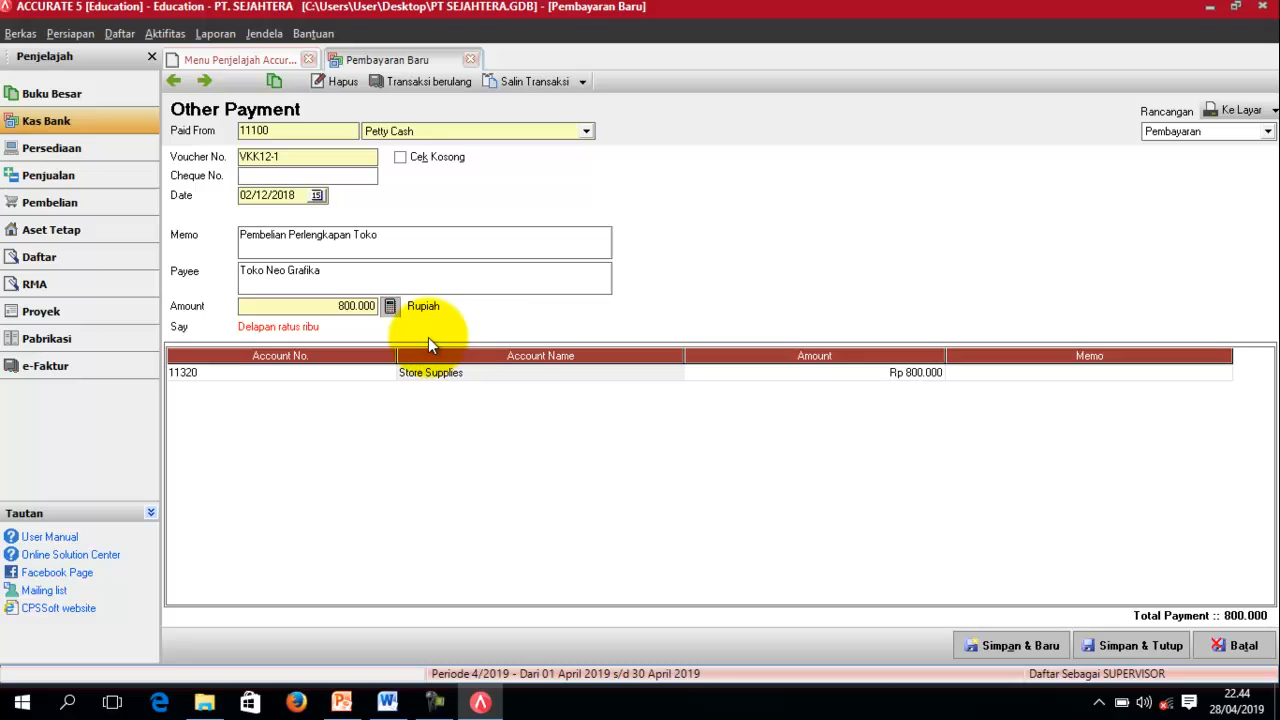 ACCURATE 5 [Education] - Education - PT. SEJAHTERA [C:\Users\User\Desktop\PT SEJAHTERA.GDB] - [Pembayaran Baru]
Berkas Persiapan Daftar Aktifitas Laporan Jendela Bantuan
Penjelajah
Menu Penjelajah Accur... Pembayaran Baru
Hapus Transaksi berulang Salin Transaksi
Buku Besar
Kas Bank
Persediaan
Penjualan
Pembelian
Aset Tetap
Daftar
RMA
Proyek
Pabrikasi
e-Faktur
Tautan
User Manual
Online Solution Center
Facebook Page
Mailing list
CPSSoft website
Other Payment
Rancangan Ke Layar
Paid From 11100 Petty Cash Pembayaran
Voucher No. VKK12-1 Cek Kosong
Cheque No.
Date 02/12/2018 15
Memo Pembelian Perlengkapan Toko
Payee Toko Neo Grafika
Amount 800.000 Rupiah
Say Delapan ratus ribu
Account No. Account Name Amount Memo
11320 Store Supplies Rp 800.000
Total Payment :: 800.000
Simpan & Baru Simpan & Tutup Batal
Periode 4/2019 - Dari 01 April 2019 s/d 30 April 2019 Daftar Sebagai SUPERVISOR
22.44
28/04/2019